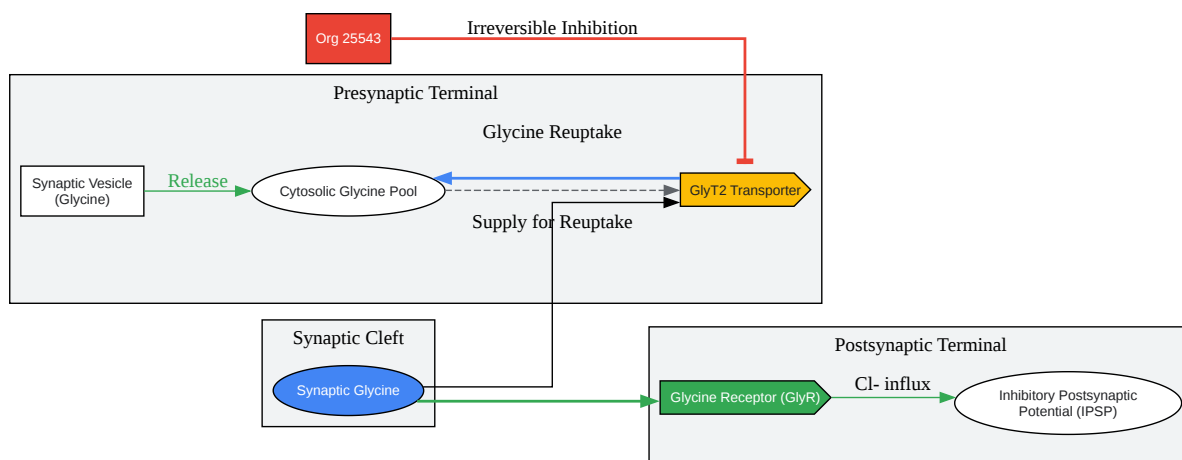 Org 25543
Irreversible Inhibition
Presynaptic Terminal
Glycine Reuptake
Synaptic Vesicle
(Glycine)
Release
Cytosolic Glycine Pool
GlyT2 Transporter
Supply for Reuptake
Synaptic Cleft
Synaptic Glycine
Postsynaptic Terminal
Glycine Receptor (GlyR)
Cl- influx
Inhibitory Postsynaptic
Potential (IPSP)